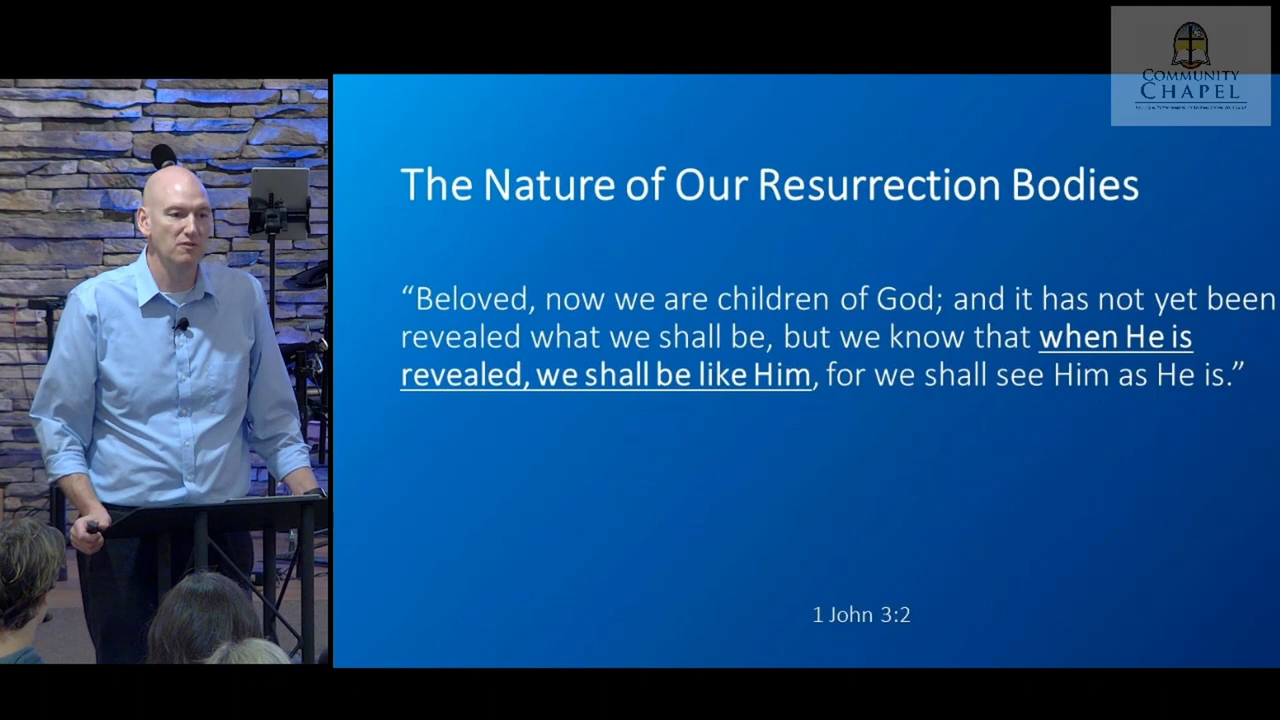 COMMUNITY
CHAPEL
The Nature of Our Resurrection Bodies
“Beloved, now we are children of God; and it has not yet been
revealed what we shall be, but we know that when He is
revealed, we shall be like Him, for we shall see Him as He is.”
1 John 3:2